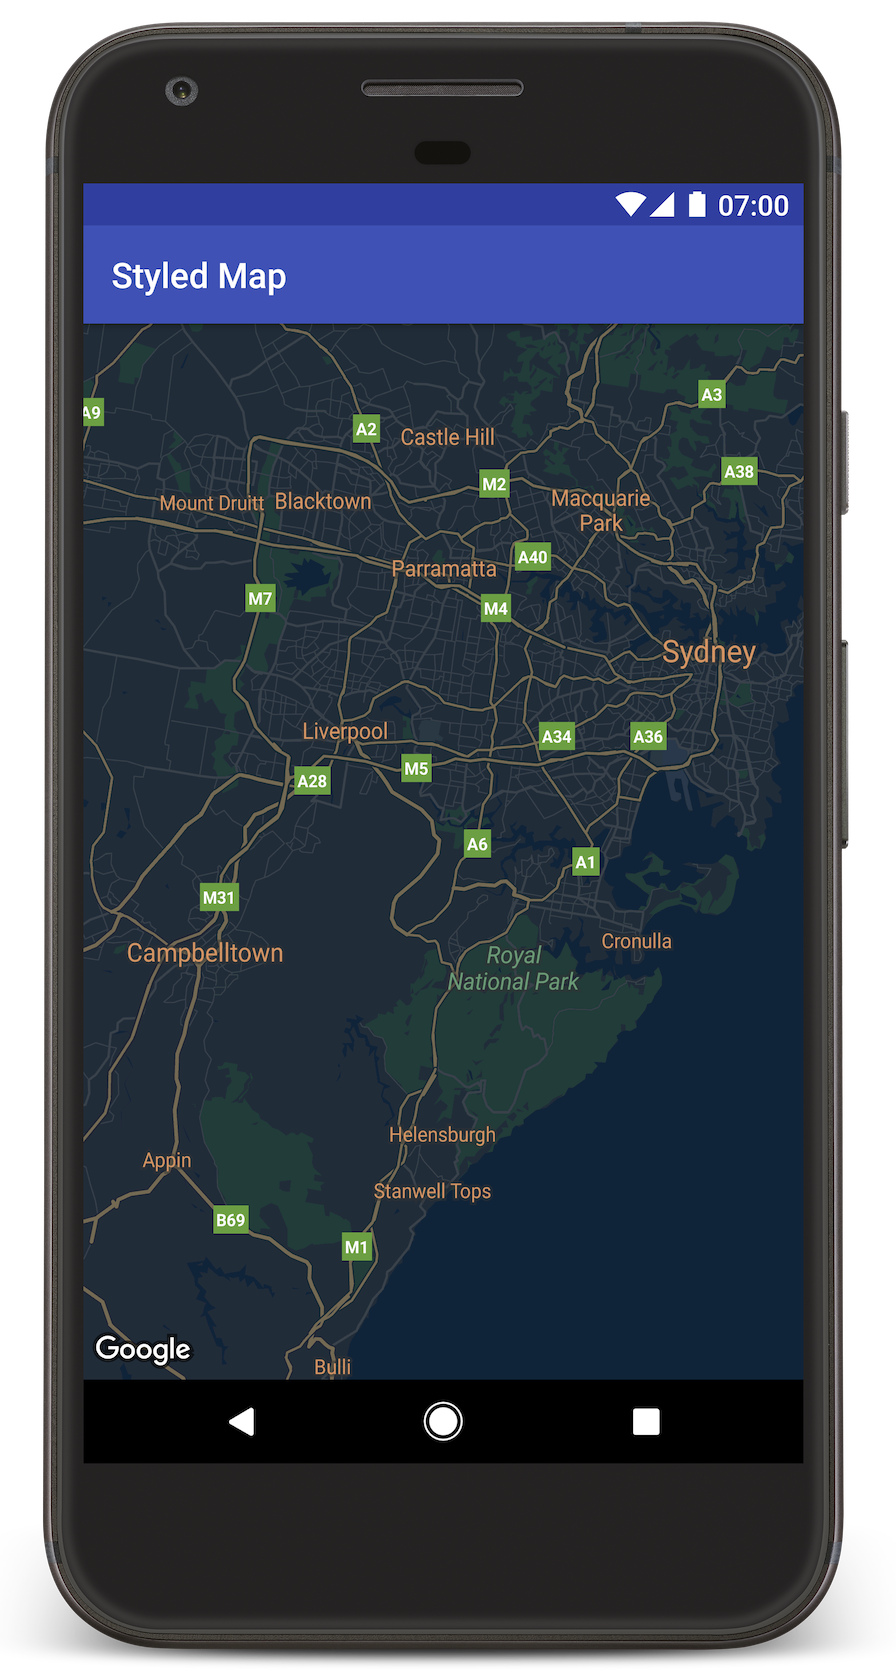 07:00
Styled Map
A3
A9
A2
Castle Hill
A38
M2
Mount Druitt
Blacktown
Macquarie
Park
A40
Parramatta
M7
M4
Sydney
Liverpool
A34
A36
M5
A28
A6
A1
M31
Campbelltown
Cronulla
Royal
National Park
Helensburgh
Appin
Stanwell Tops
B69
M1
Google
Bulli